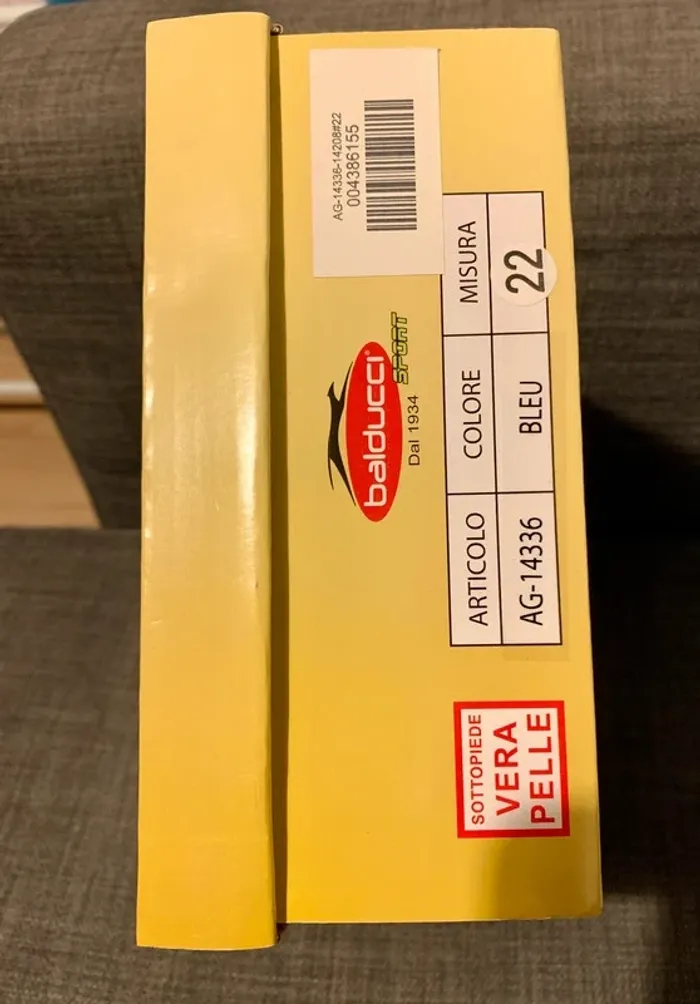 AG-14336-14208#22
004386155
balducci®
SPORT
Dal 1934
ARTICOLO COLORE MISURA
AG-14336 BLEU 22
SOTTOPIEDE
VERA
PELLE